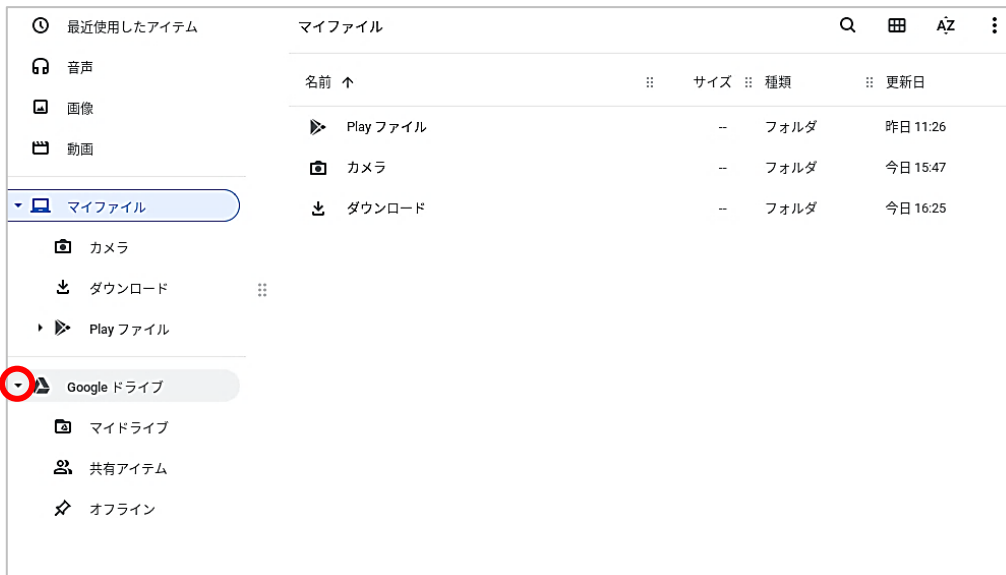 最近使用したアイテム
音声
画像
動画
マイファイル
カメラ
ダウンロード
Play ファイル
Google ドライブ
マイドライブ
共有アイテム
オフライン
マイファイル
AZ
名前 サイズ 種類 更新日
Play ファイル -- フォルダ 昨日 11:26
カメラ -- フォルダ 今日 15:47
ダウンロード -- フォルダ 今日 16:25